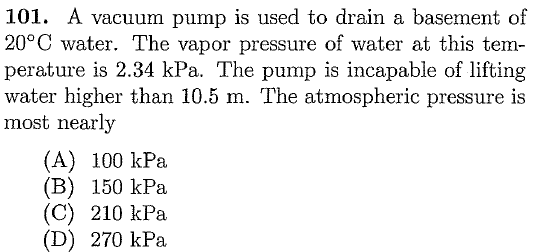 101. A vacuum pump is used to drain a basement of
20°C water. The vapor pressure of water at this tem-
perature is 2.34 kPa. The pump is incapable of lifting
water higher than 10.5 m. The atmospheric pressure is
most nearly
(A) 100 kPa
(B) 150 kPa
(C) 210 kPa
(D) 270 kPa